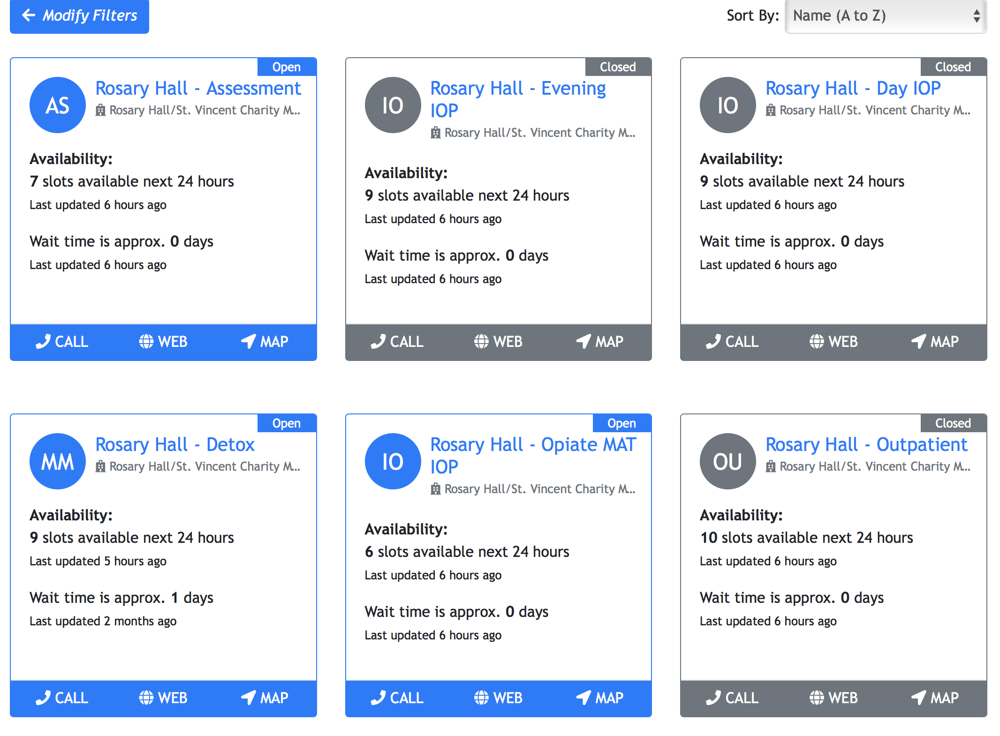 Modify Filters
Sort By: Name (A to Z)
Open
AS
Rosary Hall - Assessment
Rosary Hall/St. Vincent Charity M...
Availability:
7 slots available next 24 hours
Last updated 6 hours ago
Wait time is approx. 0 days
Last updated 6 hours ago
CALL WEB MAP
Closed
IO
Rosary Hall - Evening
IOP
Rosary Hall/St. Vincent Charity M...
Availability:
9 slots available next 24 hours
Last updated 6 hours ago
Wait time is approx. 0 days
Last updated 6 hours ago
CALL WEB MAP
Closed
IO
Rosary Hall - Day IOP
Rosary Hall/St. Vincent Charity M...
Availability:
9 slots available next 24 hours
Last updated 6 hours ago
Wait time is approx. 0 days
Last updated 6 hours ago
CALL WEB MAP
Open
MM
Rosary Hall - Detox
Rosary Hall/St. Vincent Charity M...
Availability:
9 slots available next 24 hours
Last updated 5 hours ago
Wait time is approx. 1 days
Last updated 2 months ago
CALL WEB MAP
Open
IO
Rosary Hall - Opiate MAT
IOP
Rosary Hall/St. Vincent Charity M...
Availability:
6 slots available next 24 hours
Last updated 6 hours ago
Wait time is approx. 0 days
Last updated 6 hours ago
CALL WEB MAP
Closed
OU
Rosary Hall - Outpatient
Rosary Hall/St. Vincent Charity M...
Availability:
10 slots available next 24 hours
Last updated 6 hours ago
Wait time is approx. 0 days
Last updated 6 hours ago
CALL WEB MAP